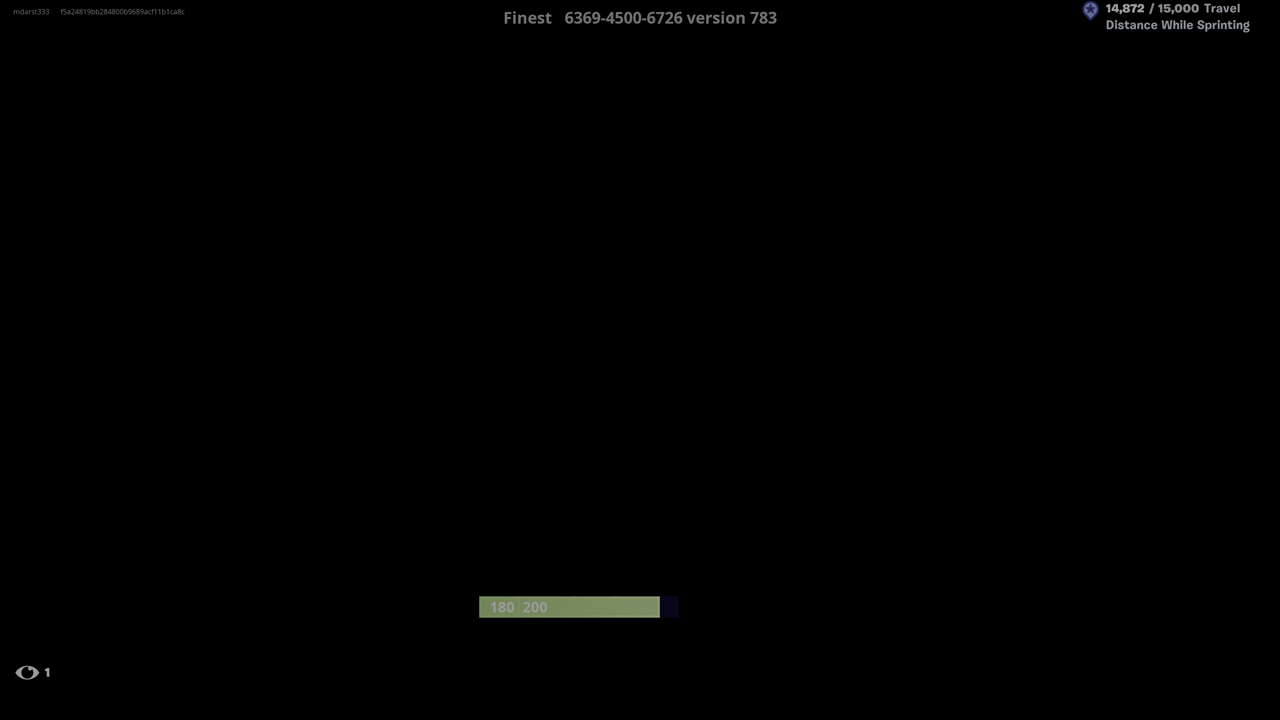 mdarst333 f5a24819bb284800b9689acf11b1ca8c
Finest 6369-4500-6726 version 783
14,872 / 15,000 Travel
Distance While Sprinting
180 200
1